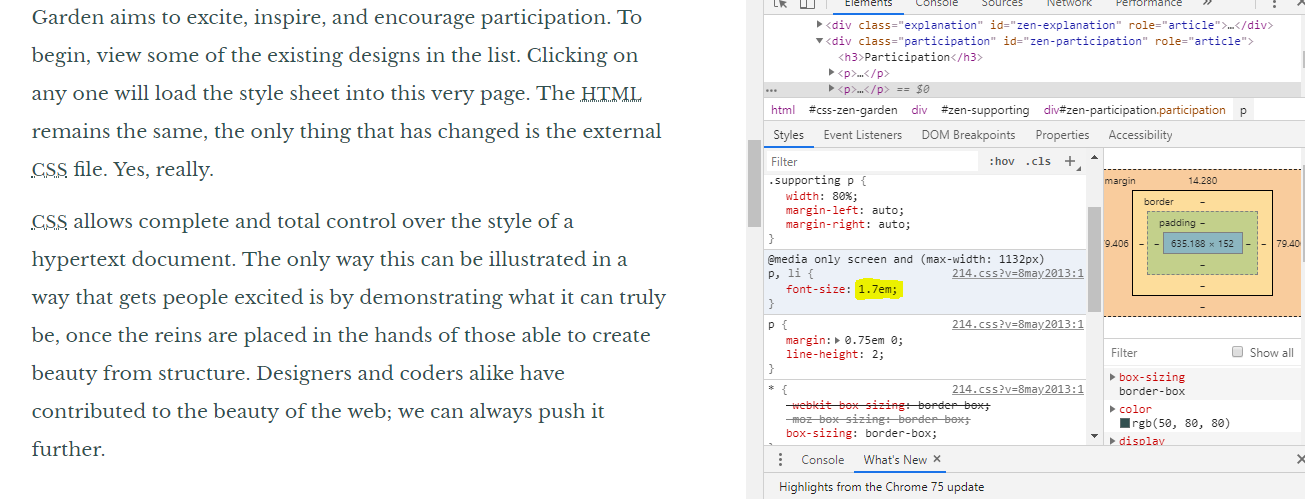 Garden aims to excite, inspire, and encourage participation. To
begin, view some of the existing designs in the list. Clicking on
any one will load the style sheet into this very page. The HTML
remains the same, the only thing that has changed is the external
CSS file. Yes, really.
CSS allows complete and total control over the style of a
hypertext document. The only way this can be illustrated in a
way that gets people excited is by demonstrating what it can truly
be, once the reins are placed in the hands of those able to create
beauty from structure. Designers and coders alike have
contributed to the beauty of the web; we can always push it
further.
Elements Console Sources Network Performance »
<div class="explanation" id="zen-explanation" role="article">…</div>
<div class="participation" id="zen-participation" role="article">
<h3>Participation</h3>
<p>…</p>
… <p>…</p> == $0
html #css-zen-garden div #zen-supporting div#zen-participation.participation p
Styles Event Listeners DOM Breakpoints Properties Accessibility
Filter :hov .cls +
.supporting p {
width: 80%;
margin-left: auto;
margin-right: auto;
}
@media only screen and (max-width: 1132px)
p, li { 214.css?v=8may2013:1
font-size: 1.7em;
}
p { 214.css?v=8may2013:1
margin: 0.75em 0;
line-height: 2;
}
* { 214.css?v=8may2013:1
-webkit-box-sizing: border-box;
-moz-box-sizing: border-box;
box-sizing: border-box;
margin 14.280
border –
padding –
9.406 – – 635.188 × 152 – – 79.40
–
–
–
Filter Show all
box-sizing
border-box
color
rgb(50, 80, 80)
display
Console What's New ×
Highlights from the Chrome 75 update